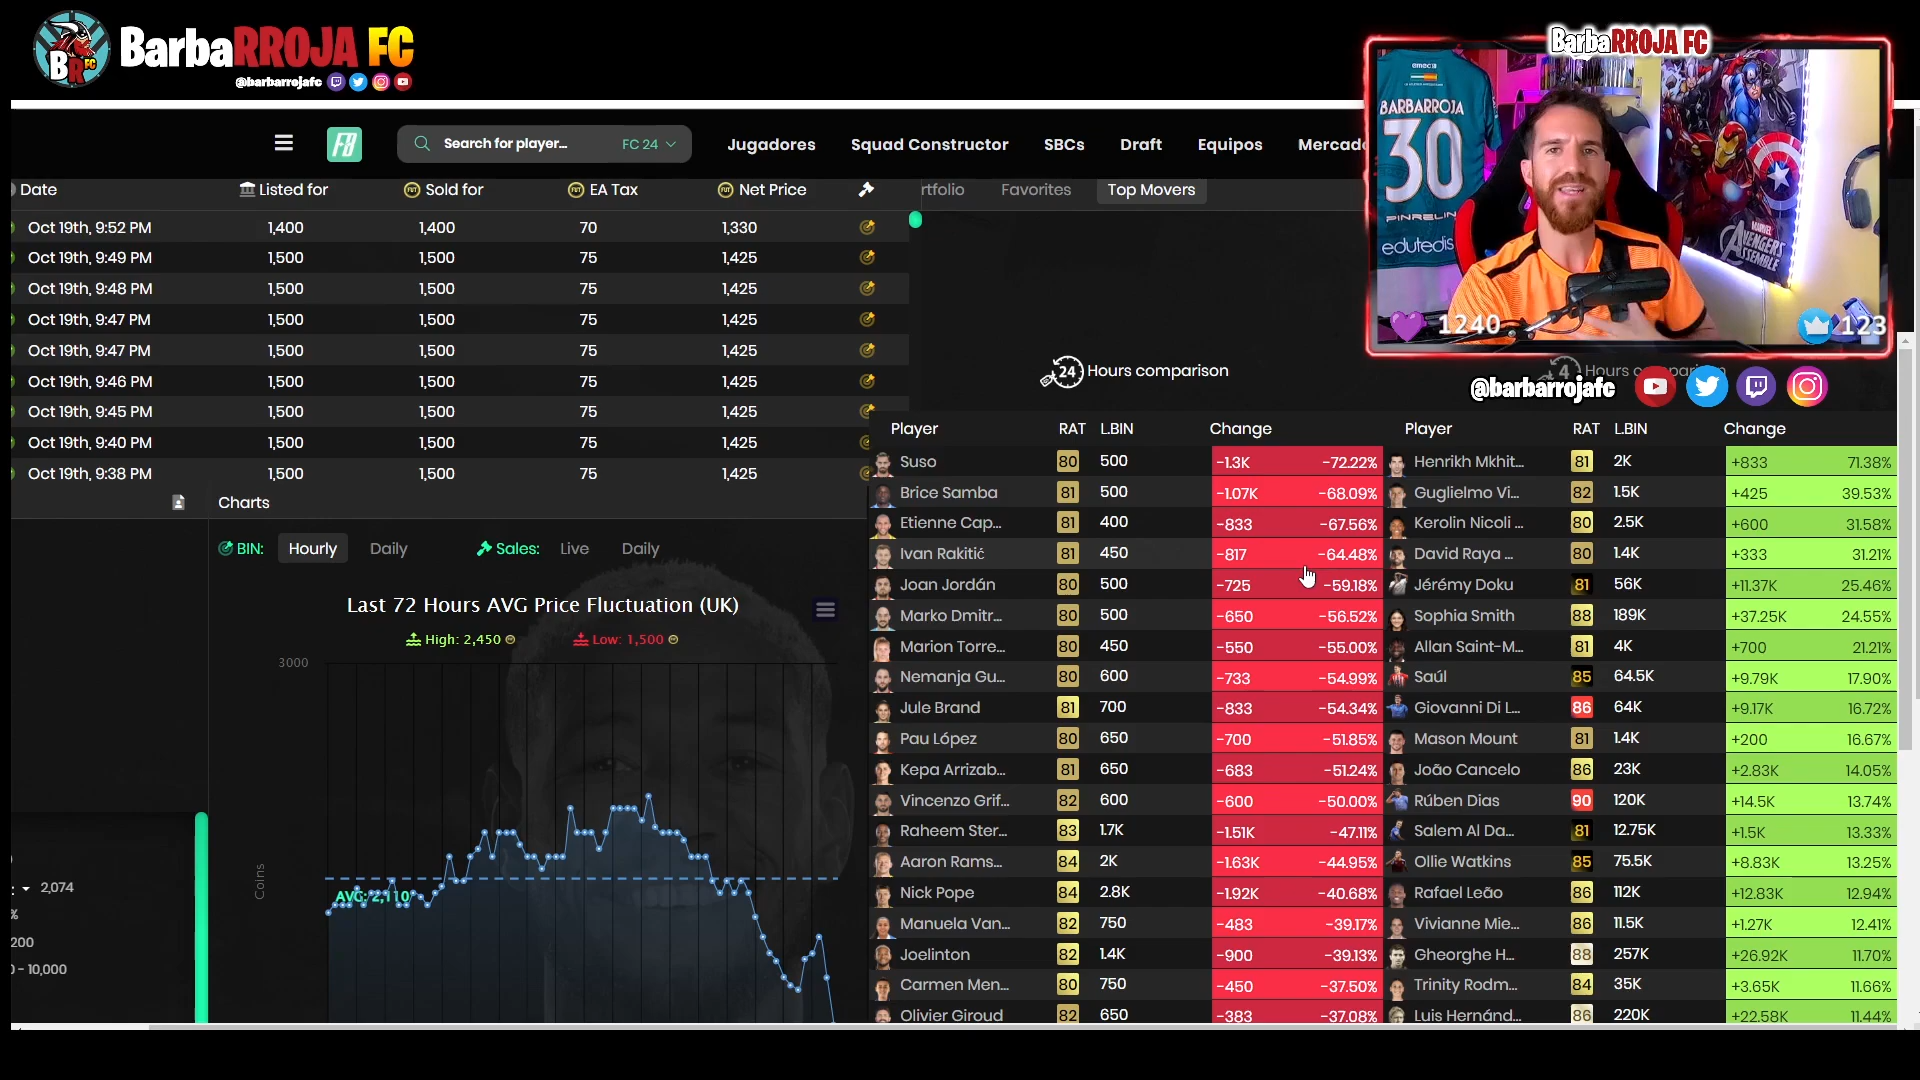 BarbaRROJA FC
@barbarrojafc
BarbaRROJA FC
BARBARROJA
30
PINRELIN
edutedis
MARVEL
AVENGERS
ASSEMBLE
1240
123
@barbarrojafc
Search for player...
FC 24
Jugadores
Squad Constructor
SBCs
Draft
Equipos
Mercado
Date Listed for Sold for EA Tax Net Price
Oct 19th, 9:52 PM 1,400 1,400 70 1,330
Oct 19th, 9:49 PM 1,500 1,500 75 1,425
Oct 19th, 9:48 PM 1,500 1,500 75 1,425
Oct 19th, 9:47 PM 1,500 1,500 75 1,425
Oct 19th, 9:47 PM 1,500 1,500 75 1,425
Oct 19th, 9:46 PM 1,500 1,500 75 1,425
Oct 19th, 9:45 PM 1,500 1,500 75 1,425
Oct 19th, 9:40 PM 1,500 1,500 75 1,425
Oct 19th, 9:38 PM 1,500 1,500 75 1,425
rtfolio Favorites Top Movers
Charts
BIN: Hourly Daily Sales: Live Daily
Last 72 Hours AVG Price Fluctuation (UK)
High: 2,450 Low: 1,500
3000
Coins
AVG: 2,110
2,074
%
200
0 - 10,000
24 Hours comparison
4 Hours comparison
Player RAT LBIN Change
Suso 80 500 -1.3K -72.22%
Brice Samba 81 500 -1.07K -68.09%
Etienne Cap... 81 400 -833 -67.56%
Ivan Rakitić 81 450 -817 -64.48%
Joan Jordán 80 500 -725 -59.18%
Marko Dmitr... 80 500 -650 -56.52%
Marion Torre... 80 450 -550 -55.00%
Nemanja Gu... 80 600 -733 -54.99%
Jule Brand 81 700 -833 -54.34%
Pau López 80 650 -700 -51.85%
Kepa Arrizab... 81 650 -683 -51.24%
Vincenzo Grif... 82 600 -600 -50.00%
Raheem Ster... 83 1.7K -1.51K -47.11%
Aaron Rams... 84 2K -1.63K -44.95%
Nick Pope 84 2.8K -1.92K -40.68%
Manuela Van... 82 750 -483 -39.17%
Joelinton 82 1.4K -900 -39.13%
Carmen Men... 80 750 -450 -37.50%
Olivier Giroud 82 650 -383 -37.08%
Player RAT LBIN Change
Henrikh Mkhit... 81 2K +833 71.38%
Guglielmo Vi... 82 1.5K +425 39.53%
Kerolin Nicoli ... 80 2.5K +600 31.58%
David Raya ... 80 1.4K +333 31.21%
Jérémy Doku 81 56K +11.37K 25.46%
Sophia Smith 88 189K +37.25K 24.55%
Allan Saint-M... 81 4K +700 21.21%
Saúl 85 64.5K +9.79K 17.90%
Giovanni Di L... 86 64K +9.17K 16.72%
Mason Mount 81 1.4K +200 16.67%
João Cancelo 86 23K +2.83K 14.05%
Rúben Dias 90 120K +14.5K 13.74%
Salem Al Da... 81 12.75K +1.5K 13.33%
Ollie Watkins 85 75.5K +8.83K 13.25%
Rafael Leão 86 112K +12.83K 12.94%
Vivianne Mie... 86 11.5K +1.27K 12.41%
Gheorghe H... 88 257K +26.92K 11.70%
Trinity Rodm... 84 35K +3.65K 11.66%
Luis Hernánd... 86 220K +22.58K 11.44%